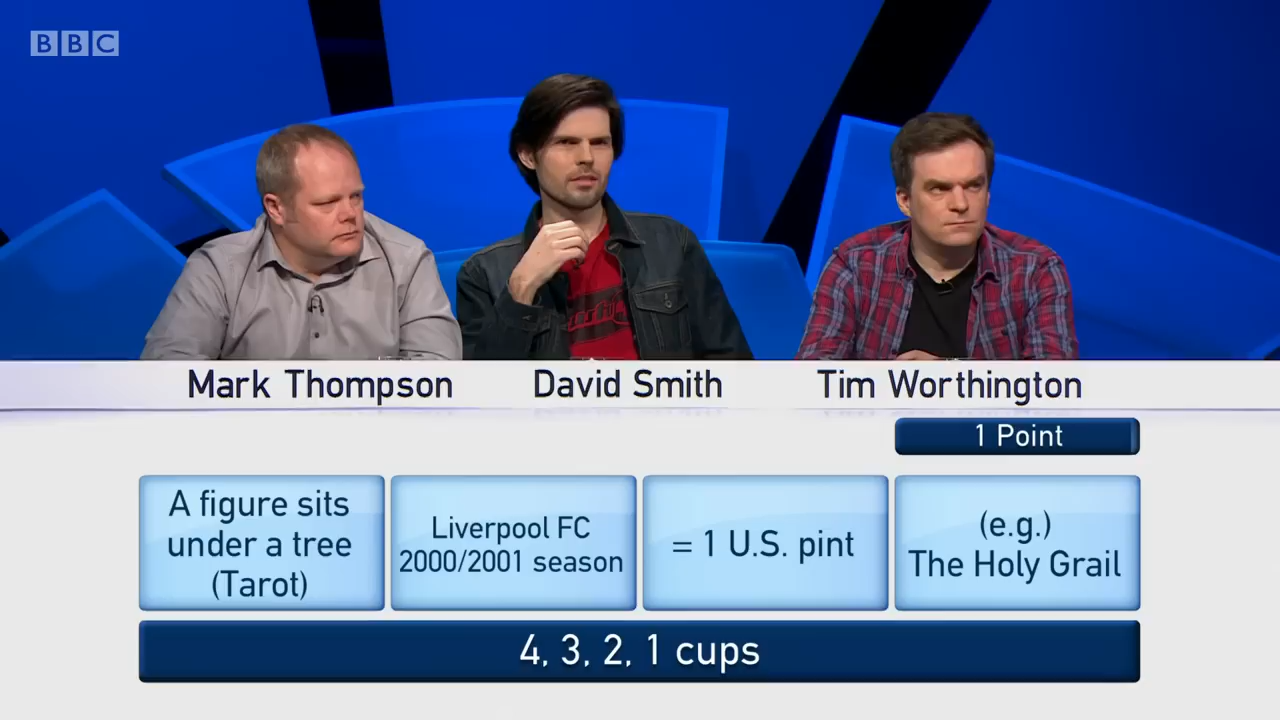 BBC
Mark Thompson
David Smith
Tim Worthington
1 Point
A figure sits
under a tree
(Tarot)
Liverpool FC
2000/2001 season
= 1 U.S. pint
(e.g.)
The Holy Grail
4, 3, 2, 1 cups